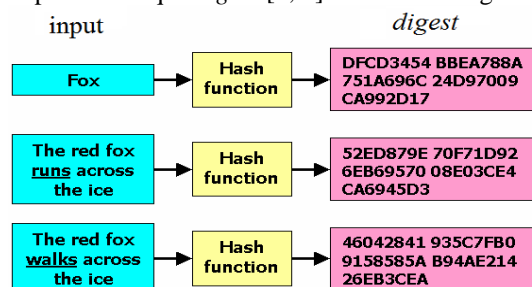 input
digest
Fox
Hash
function
DFCD3454 BBEA788A
751A696C 24D97009
CA992D17
The red fox
runs across
the ice
Hash
function
52ED879E 70F71D92
6EB69570 08E03CE4
CA6945D3
The red fox
walks across
the ice
Hash
function
46042841 935C7FB0
9158585A B94AE214
26EB3CEA